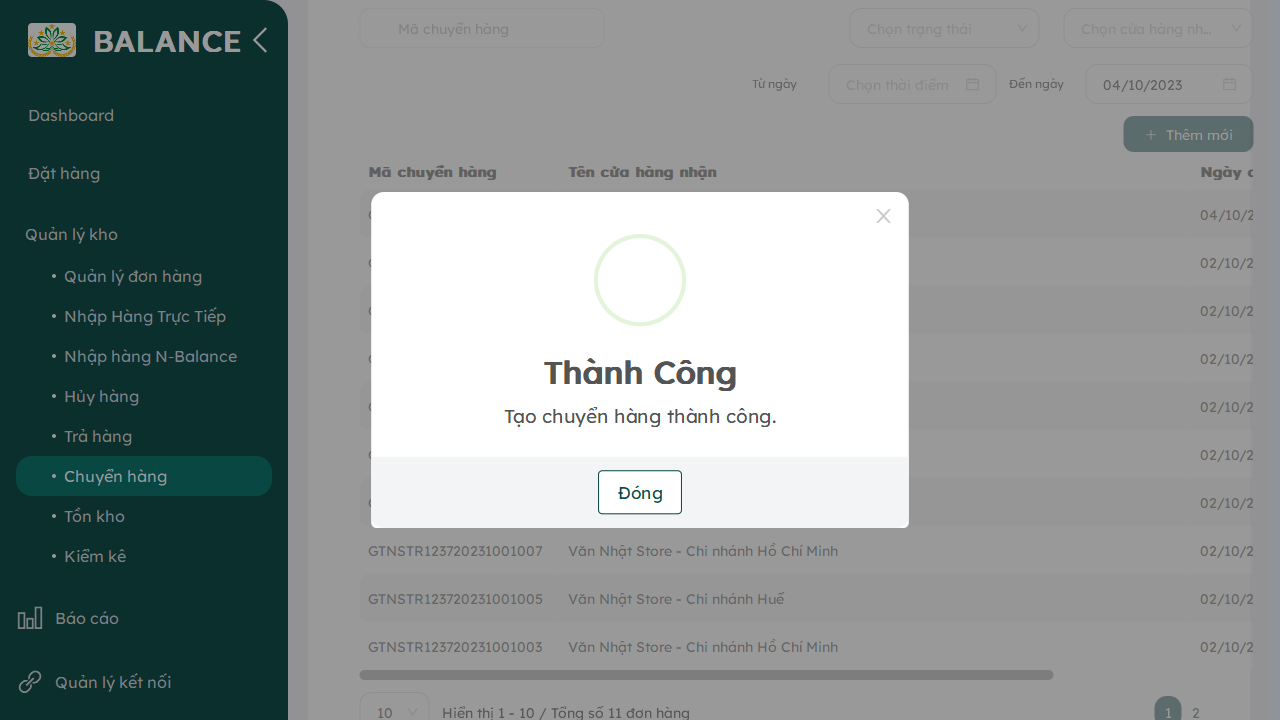 BALANCE
Dashboard
Đặt hàng
Quản lý kho
• Quản lý đơn hàng
• Nhập Hàng Trực Tiếp
• Nhập hàng N-Balance
• Hủy hàng
• Trả hàng
• Chuyển hàng
• Tồn kho
• Kiểm kê
Báo cáo
Quản lý kết nối
Mã chuyển hàng
Chọn trạng thái
Chọn cửa hàng nh...
Từ ngày
Chọn thời điểm
Đến ngày
04/10/2023
+ Thêm mới
Mã chuyển hàng Tên cửa hàng nhận Ngày
04/10/2
02/10/2
02/10/2
02/10/2
02/10/2
02/10/2
02/10/2
Thành Công
Tạo chuyển hàng thành công.
Đóng
GTNSTR123720231001007 Văn Nhật Store - Chi nhánh Hồ Chí Minh 02/10/2
GTNSTR123720231001005 Văn Nhật Store - Chi nhánh Huế 02/10/2
GTNSTR123720231001003 Văn Nhật Store - Chi nhánh Hồ Chí Minh 02/10/2
10
Hiển thị 1 - 10 / Tổng số 11 đơn hàng
1 2